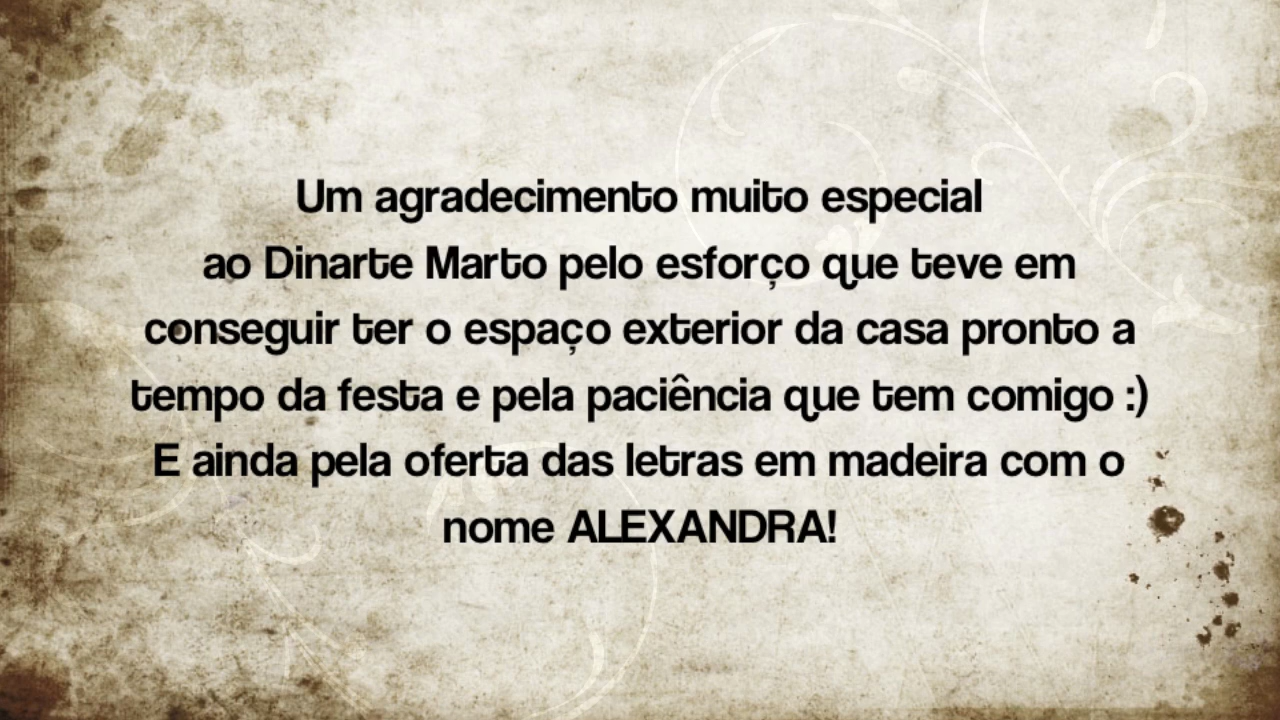 Um agradecimento muito especial
ao Dinarte Marto pelo esforço que teve em
conseguir ter o espaço exterior da casa pronto a
tempo da festa e pela paciência que tem comigo :)
E ainda pela oferta das letras em madeira com o
nome ALEXANDRA!